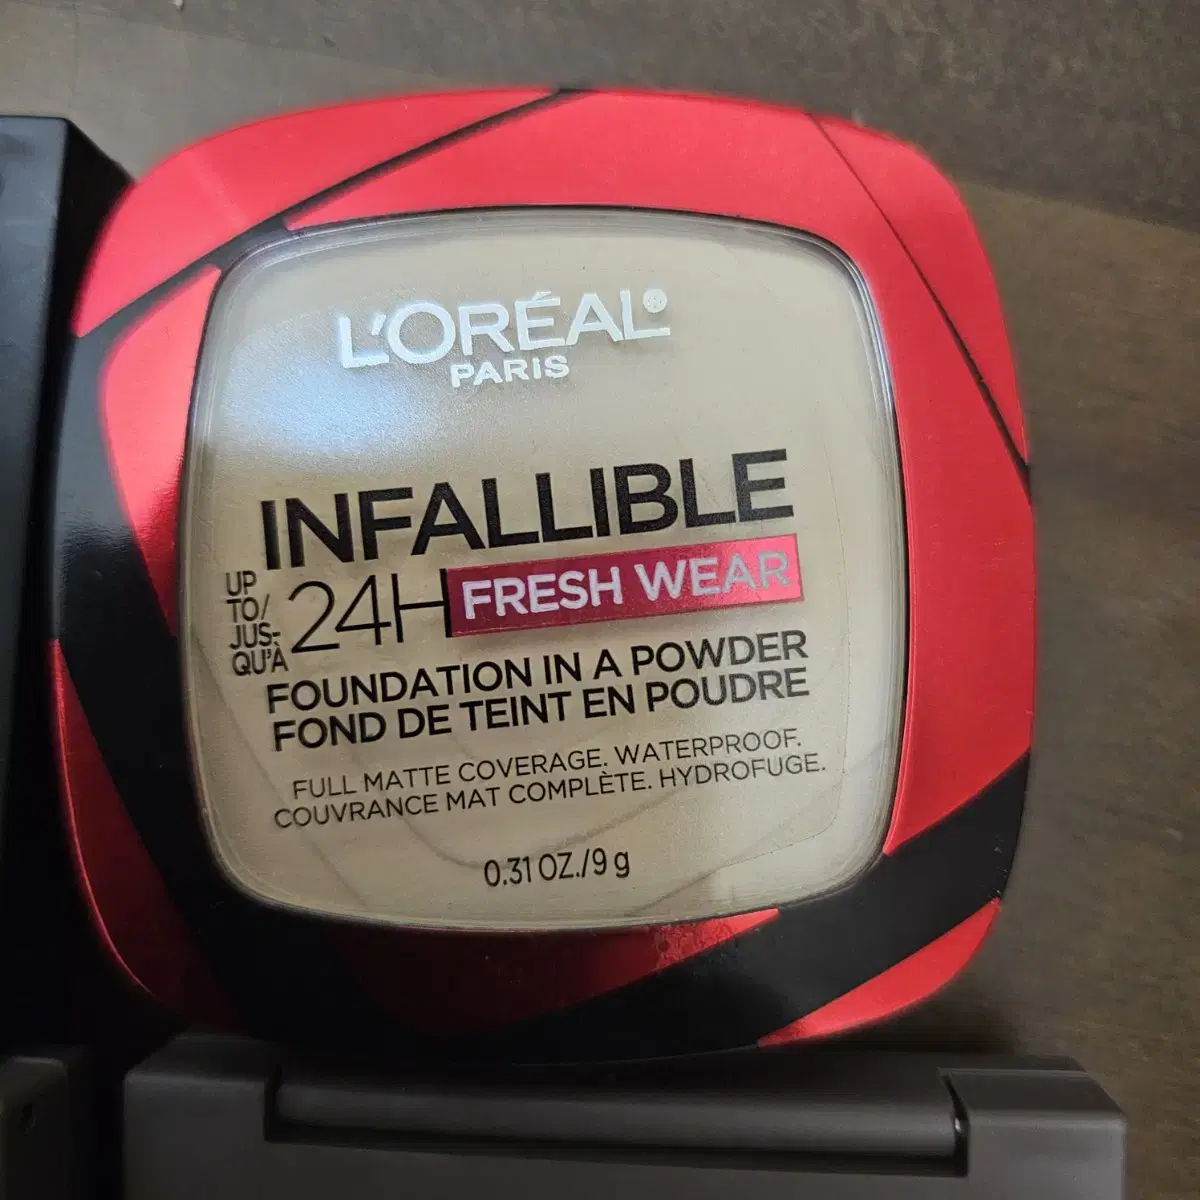 L'ORÉAL®
PARIS
INFALLIBLE
UP
TO/
JUS-
QU'À
24H FRESH WEAR
FOUNDATION IN A POWDER
FOND DE TEINT EN POUDRE
FULL MATTE COVERAGE. WATERPROOF.
COUVRANCE MAT COMPLÈTE. HYDROFUGE.
0.31 OZ./9 g